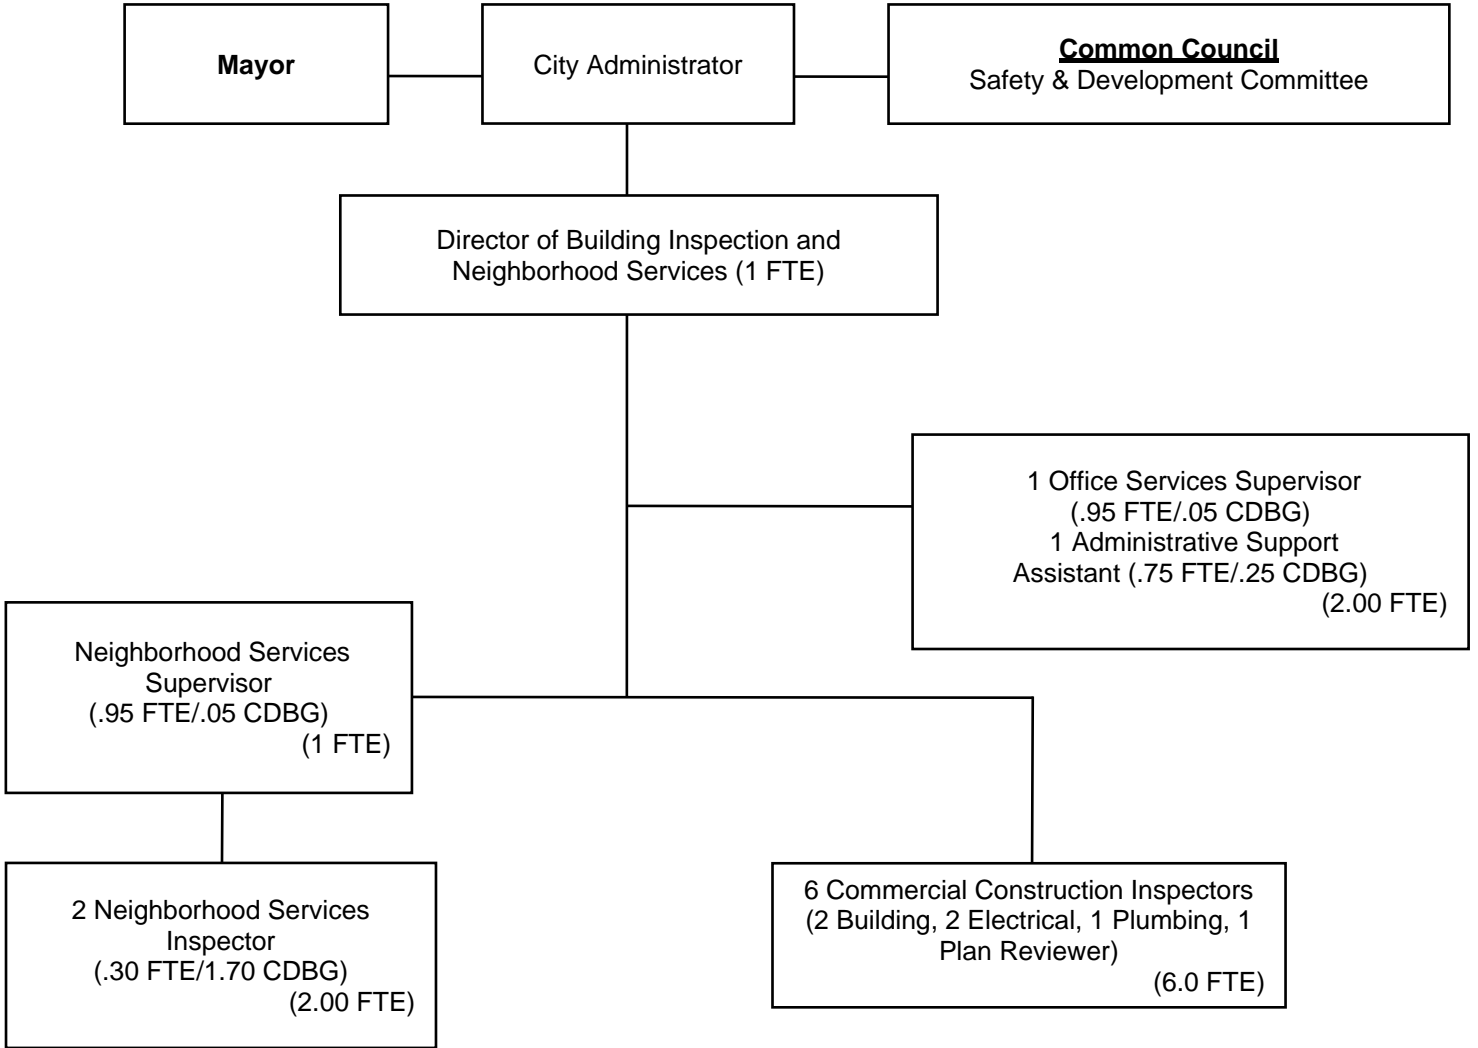 Mayor
City Administrator
Common Council
Safety & Development Committee
Director of Building Inspection and
Neighborhood Services (1 FTE)
1 Office Services Supervisor
(.95 FTE/.05 CDBG)
1 Administrative Support
Assistant (.75 FTE/.25 CDBG)
(2.00 FTE)
Neighborhood Services
Supervisor
(.95 FTE/.05 CDBG)
(1 FTE)
2 Neighborhood Services
Inspector
(.30 FTE/1.70 CDBG)
(2.00 FTE)
6 Commercial Construction Inspectors
(2 Building, 2 Electrical, 1 Plumbing, 1
Plan Reviewer)
(6.0 FTE)